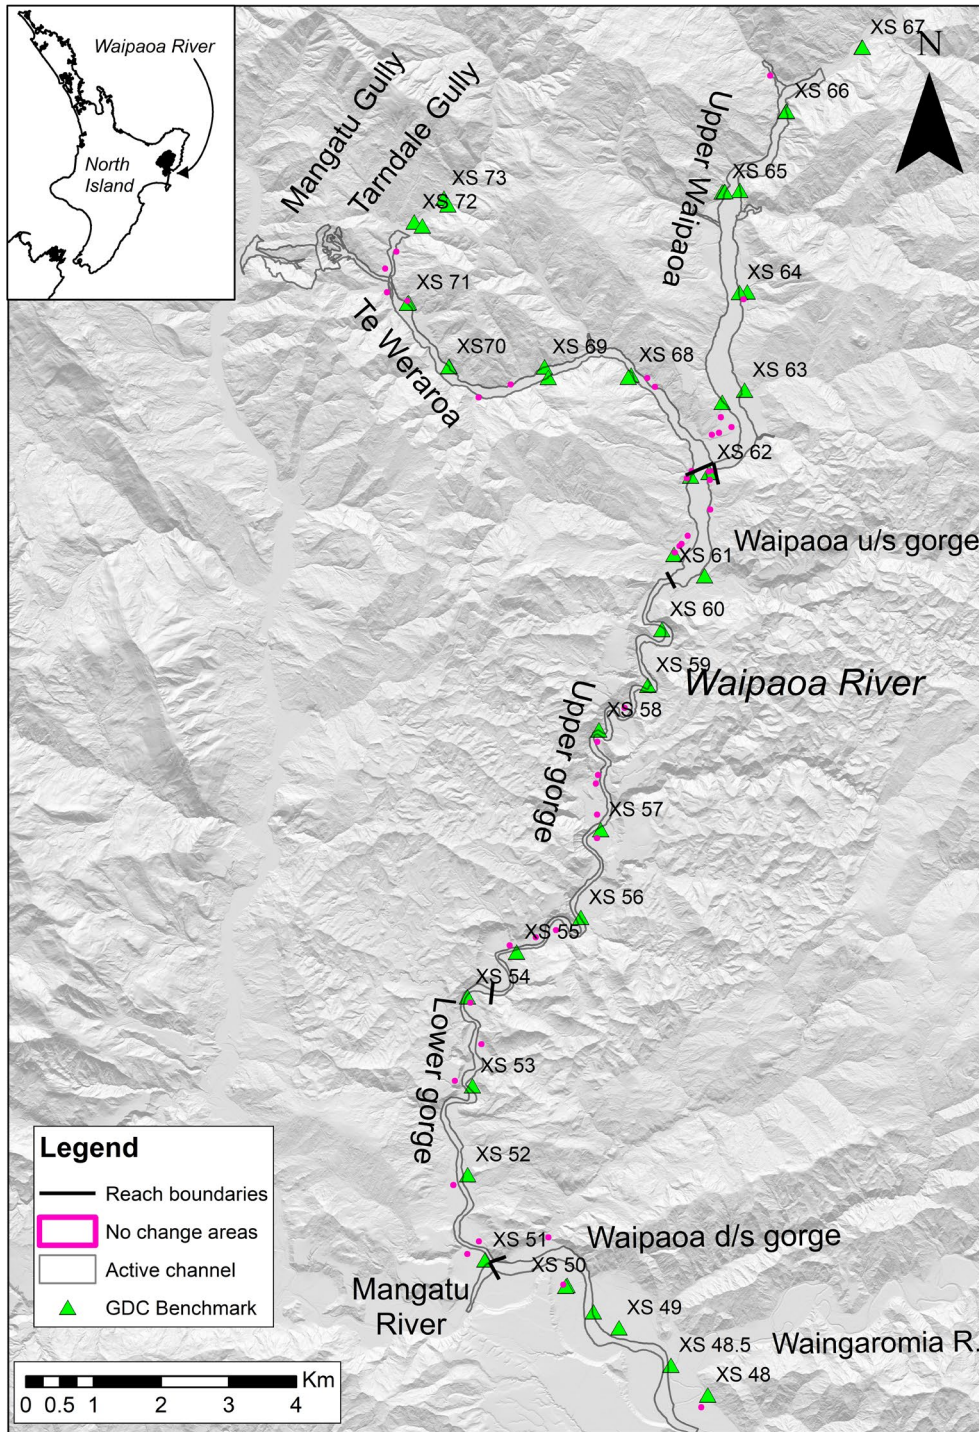 Waipaoa River
North
Island
XS 67
N
XS 66
Mangatu Gully
Tarndale Gully
Upper Waipaoa
XS 65
XS 73
XS 72
XS 64
XS 71
Te Weraroa
XS70
XS 69
XS 68
XS 63
XS 62
Waipaoa u/s gorge
XS 61
XS 60
XS 59
Waipaoa River
Upper gorge
XS 58
XS 57
XS 56
XS 55
XS 54
Lower gorge
XS 53
XS 52
XS 51
Waipaoa d/s gorge
XS 50
Mangatu
River
XS 49
Waingaromia R.
XS 48.5
XS 48
Legend
Reach boundaries
No change areas
Active channel
GDC Benchmark
Km
0 0.5 1 2 3 4